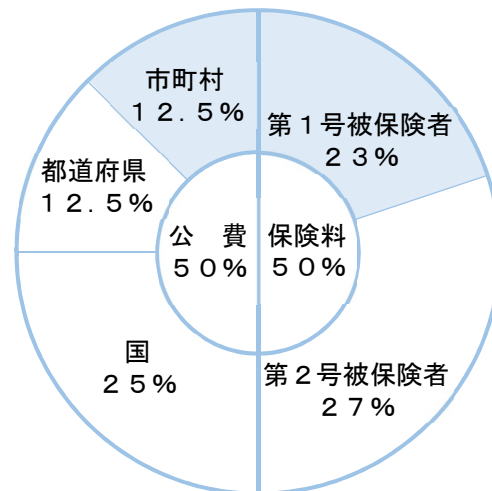 市町村
１２.５％
第１号被保険者
２３％
都道府県
１２.５％
公　費
５０％
保険料
５０％
国
２５％
第２号被保険者
２７％